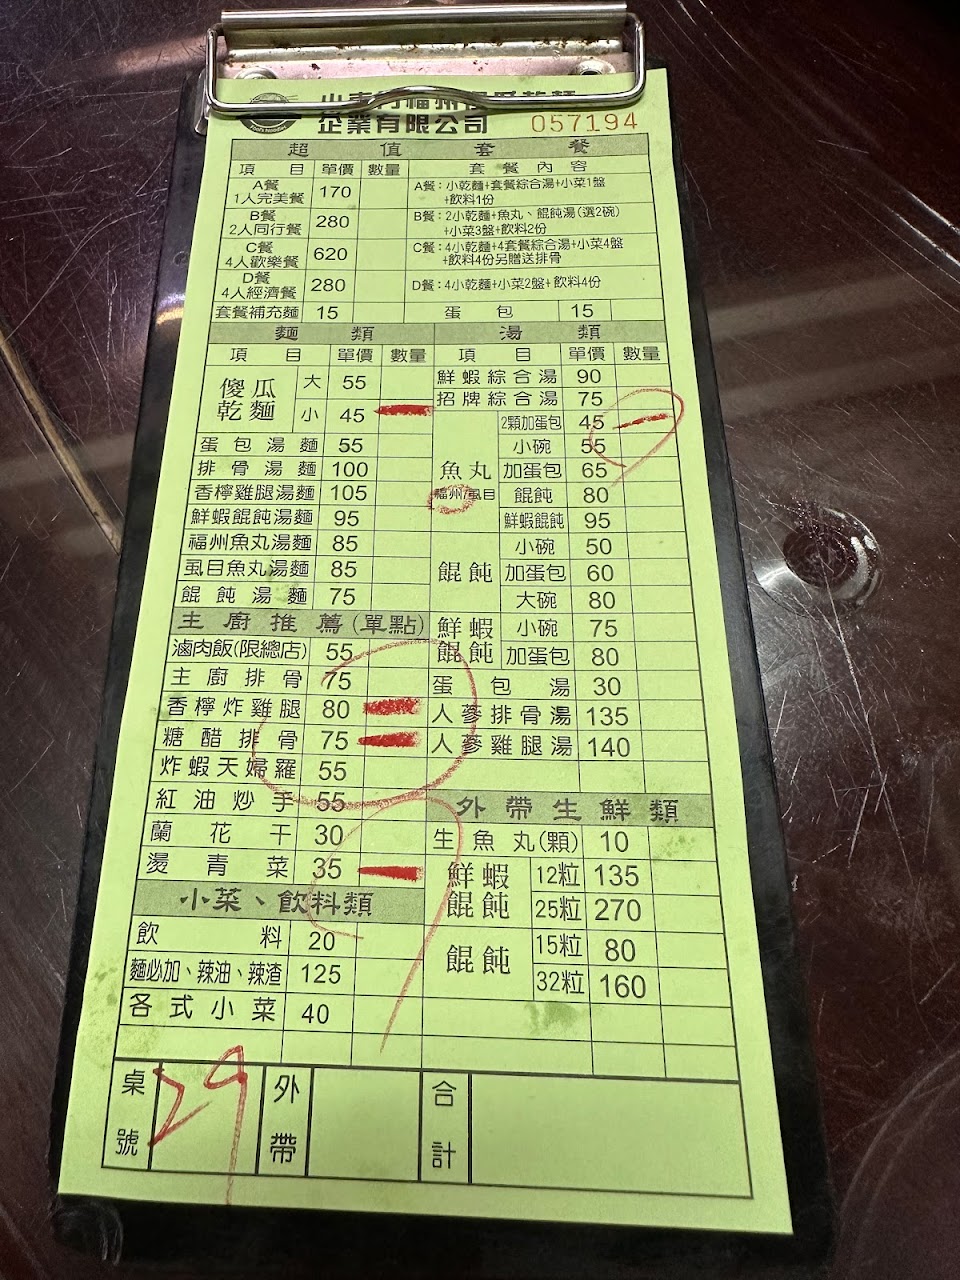 企業有限公司 057194
超值套餐
項目 單價 數量 套餐內容
A餐 1人完美餐 170 A餐：小乾麵+套餐綜合湯+小菜1盤+飲料1份
B餐 2人同行餐 280 B餐：2小乾麵+魚丸、餛飩湯(選2碗)+小菜3盤+飲料2份
C餐 4人歡樂餐 620 C餐：4小乾麵+4套餐綜合湯+小菜4盤+飲料4份另贈送排骨
D餐 4人經濟餐 280 D餐：4小乾麵+小菜2盤+飲料4份
套餐補充麵 15 蛋包 15
麵類
項目 單價 數量
傻瓜乾麵 大 55
小 45
蛋包湯麵 55
排骨湯麵 100
香檸雞腿湯麵 105
鮮蝦餛飩湯麵 95
福州魚丸湯麵 85
虱目魚丸湯麵 85
餛飩湯麵 75
主廚推薦(單點)
滷肉飯(限總店) 55
主廚排骨 75
香檸炸雞腿 80
糖醋排骨 75
炸蝦天婦羅 55
紅油炒手 55
蘭花干 30
燙青菜 35
小菜、飲料類
飲料 20
麵必加、辣油、辣渣 125
各式小菜 40
湯類
項目 單價 數量
鮮蝦綜合湯 90
招牌綜合湯 75
魚丸 福州/虱目
2顆加蛋包 45
小碗 55
加蛋包 65
餛飩 80
鮮蝦餛飩 95
餛飩 小碗 50
加蛋包 60
大碗 80
鮮蝦餛飩 小碗 75
加蛋包 80
蛋包湯 30
人蔘排骨湯 135
人蔘雞腿湯 140
外帶生鮮類
生魚丸(顆) 10
鮮蝦餛飩 12粒 135
25粒 270
餛飩 15粒 80
32粒 160
桌號 29 外帶 合計